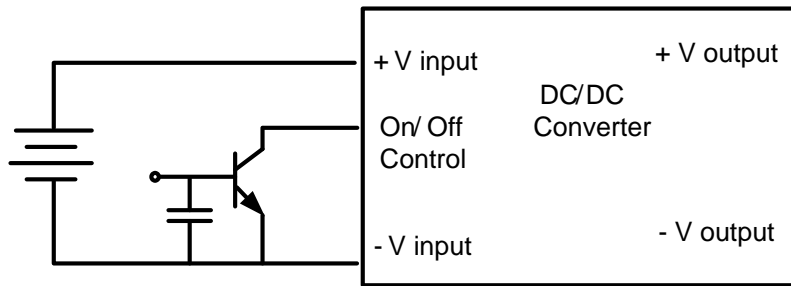 + V input
+ V output
DC/DC
Converter
On/ Off
Control
- V input
- V output